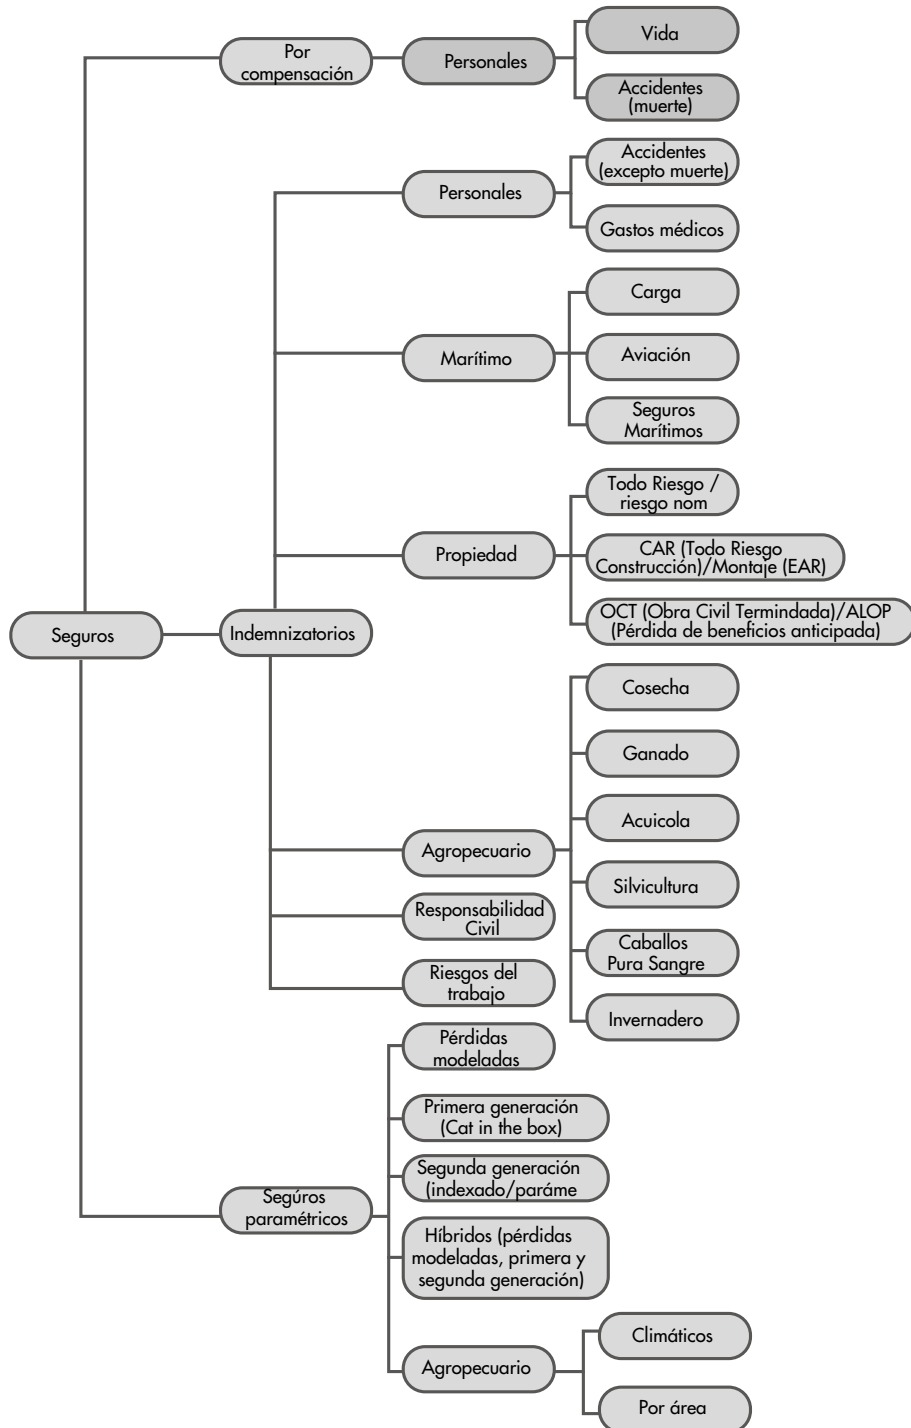 Por
compensación
Personales
Vida
Accidentes
(muerte)
Personales
Accidentes
(excepto muerte)
Gastos médicos
Marítimo
Carga
Aviación
Seguros
Marítimos
Propiedad
Todo Riesgo /
riesgo nom
CAR (Todo Riesgo
Construcción)/Montaje (EAR)
OCT (Obra Civil Termindada)/ALOP
(Pérdida de beneficios anticipada)
Seguros
Indemnizatorios
Cosecha
Ganado
Acuicola
Agropecuario
Silvicultura
Responsabilidad
Civil
Caballos
Pura Sangre
Riesgos del
trabajo
Invernadero
Pérdidas
modeladas
Primera generación
(Cat in the box)
Segunda generación
(indexado/paráme
Segúros
paramétricos
Híbridos (pérdidas
modeladas, primera y
segunda generación)
Agropecuario
Climáticos
Por área